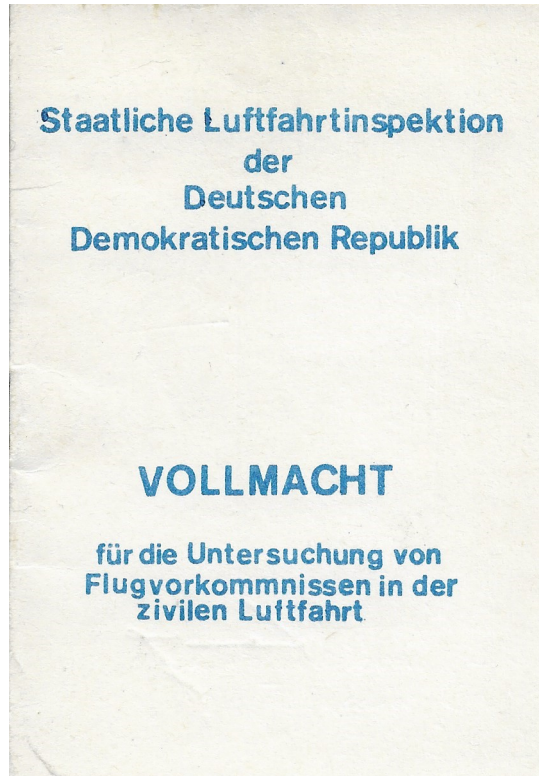 Staatliche Luftfahrtinspektion
der
Deutschen
Demokratischen Republik
VOLLMACHT
für die Untersuchung von
Flugvorkommnissen in der
zivilen Luftfahrt